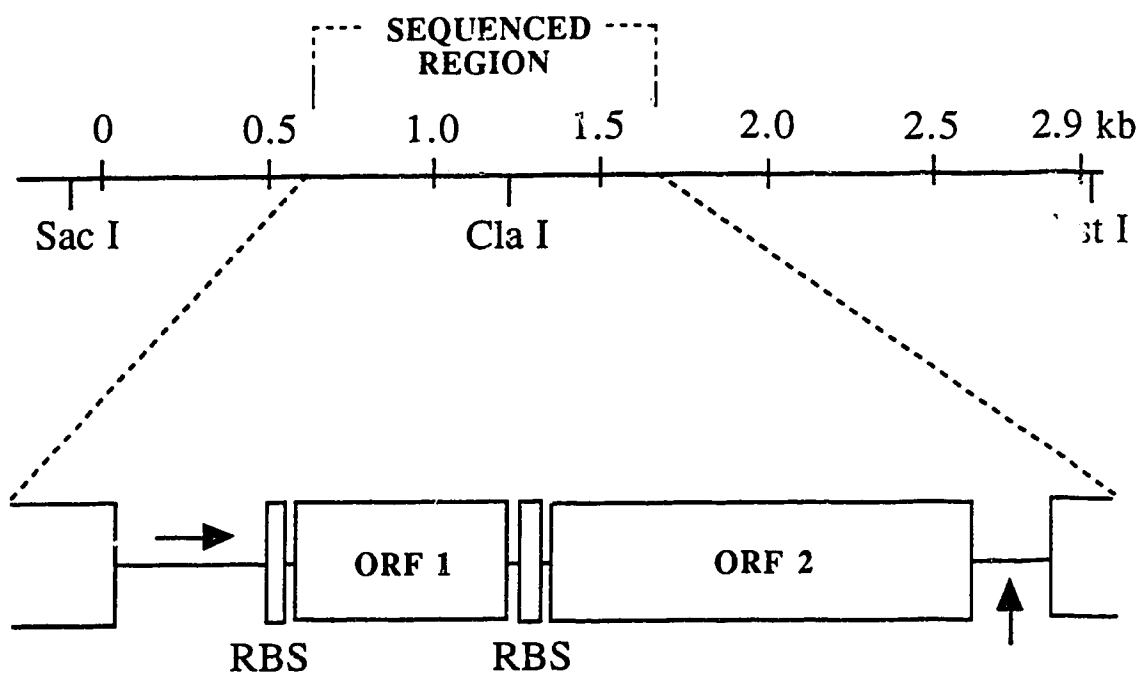 SEQUENCED
REGION
0 0.5 1.0 1.5 2.0 2.5 2.9 kb
Sac I Cla I st I
ORF 1 ORF 2
RBS RBS